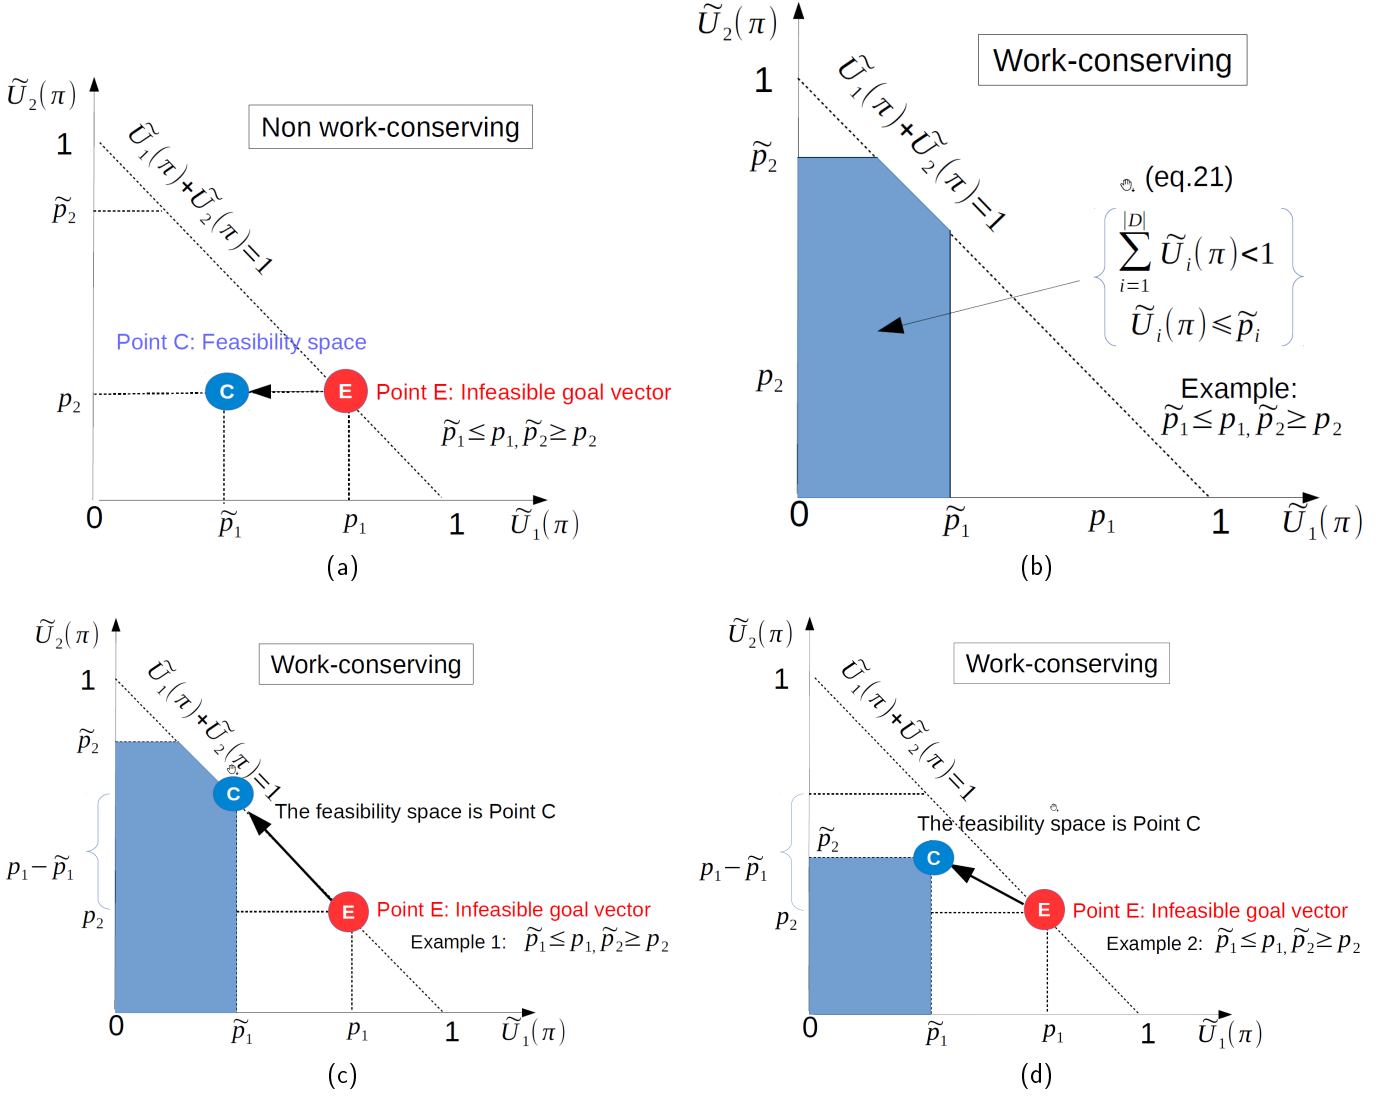 Ũ₂(π)
Non work-conserving
1
Ũ₁(π)+Ũ₂(π)=1
p̃₂
Point C: Feasibility space
C
E
Point E: Infeasible goal vector
p₂
p̃₁≤ p₁, p̃₂≥ p₂
0
p̃₁
p₁
1
Ũ₁(π)
(a)
Ũ₂(π)
Work-conserving
1
Ũ₁(π)+Ũ₂(π)=1
p̃₂
(eq.21)
|D|
∑ Ũᵢ(π)<1
i=1
Ũᵢ(π)≤p̃ᵢ
p₂
Example:
p̃₁≤ p₁, p̃₂≥ p₂
0
p̃₁
p₁
1
Ũ₁(π)
(b)
Ũ₂(π)
Work-conserving
1
Ũ₁(π)+Ũ₂(π)=1
p̃₂
C
The feasibility space is Point C
p₁−p̃₁
p₂
E
Point E: Infeasible goal vector
Example 1: p̃₁≤ p₁, p̃₂≥ p₂
0
p̃₁
p₁
1
Ũ₁(π)
(c)
Ũ₂(π)
Work-conserving
1
Ũ₁(π)+Ũ₂(π)=1
The feasibility space is Point C
p̃₂
C
p₁−p̃₁
p₂
E
Point E: Infeasible goal vector
Example 2: p̃₁≤ p₁, p̃₂≥ p₂
0
p̃₁
p₁
1
Ũ₁(π)
(d)